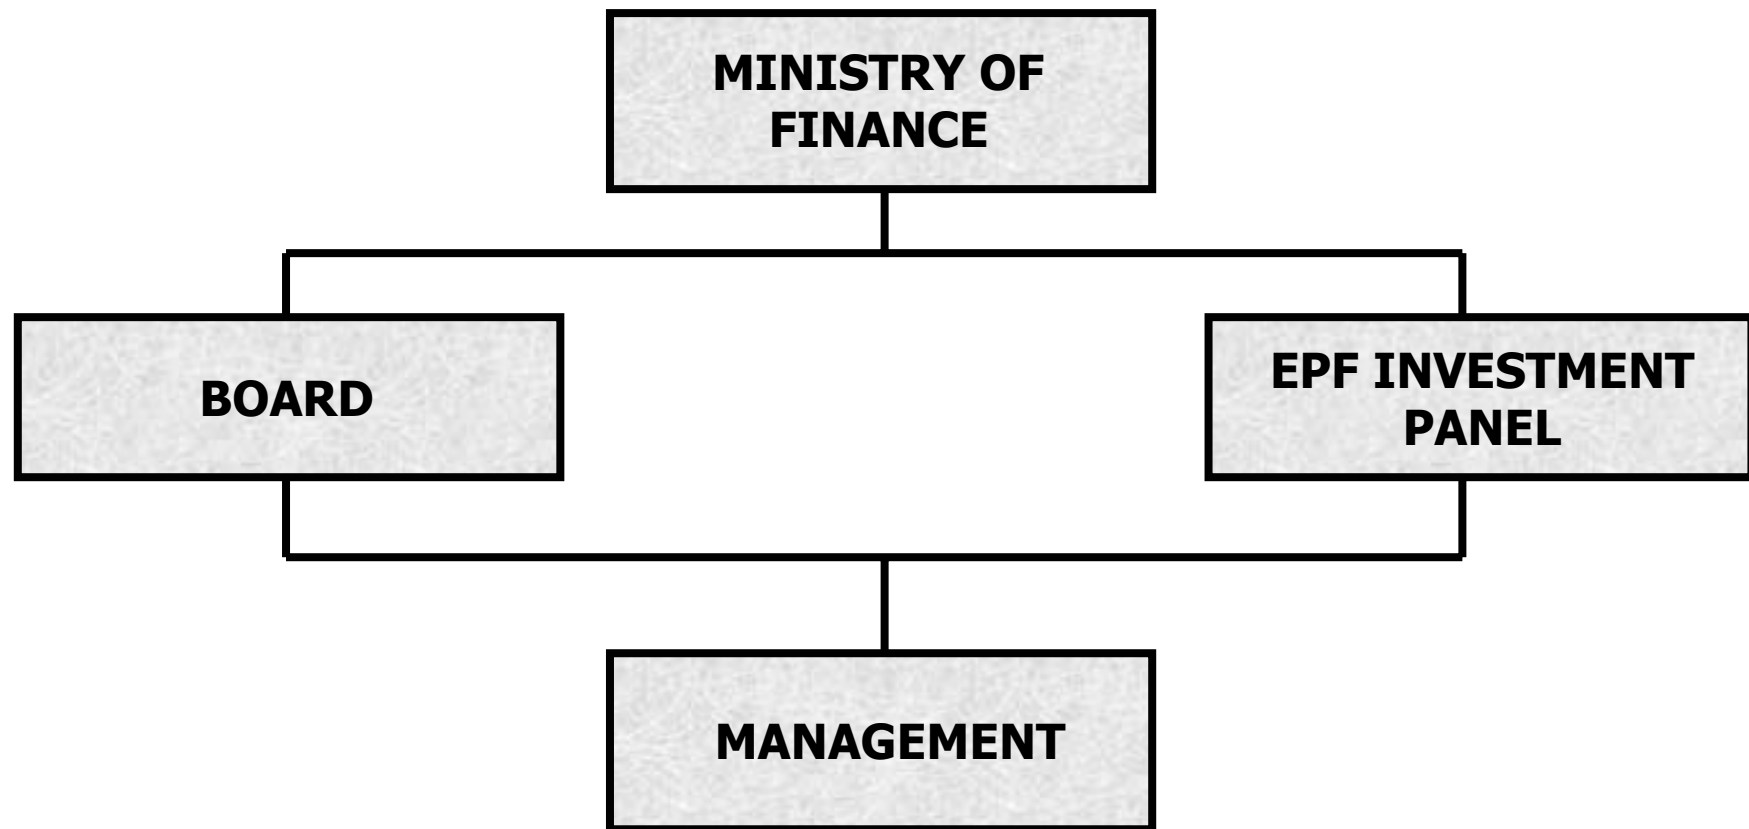 MINISTRY OF
FINANCE
BOARD
EPF INVESTMENT
PANEL
MANAGEMENT